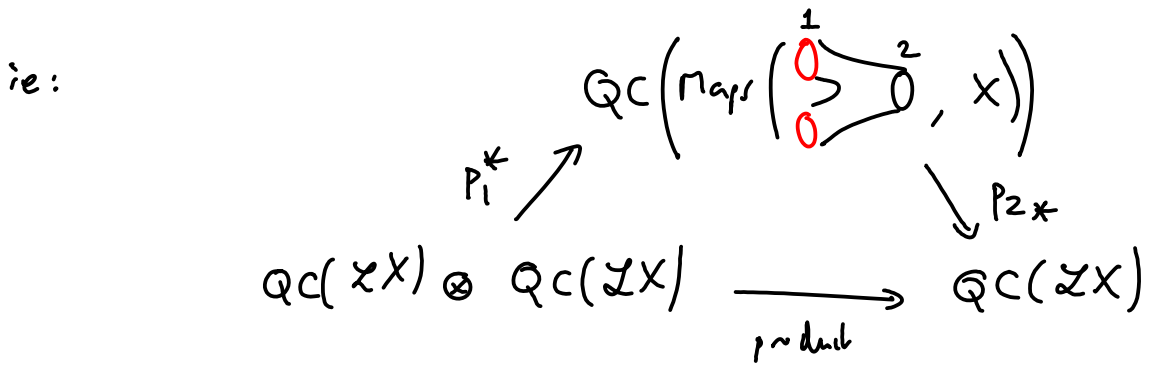 1
2
ie: QC(Maps( , X))
P₁* P₂*
QC(ℒX) ⊗ QC(ℒX) → QC(ℒX)
product